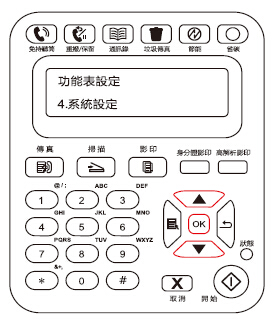 免持聽筒 重撥/保留 通訊錄 垃圾傳真 節能 省碳
功能表設定
4.系統設定
傳真 掃描 影印 身分證影印 高解析影印
@/: ABC DEF
1 2 3
GHI JKL MNO
4 5 6
OK
PQRS TUV WXYZ
7 8 9
狀態
&+,
* 0 #
X
取消 開始